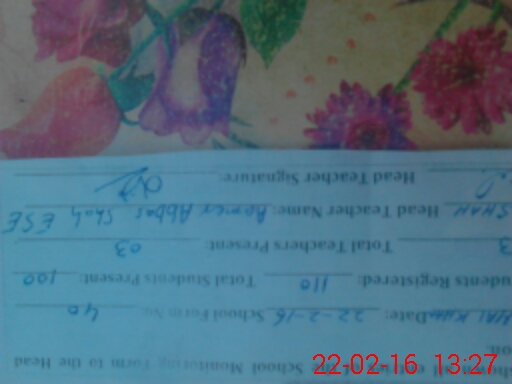 School Monitoring Form to the Head
Date: 22-2-16 School Form No: 40
Students Registered: 110 Total Students Present: 100
3 Total Teachers Present: 03
SHAH Head Teacher Name: Abbas Shah ESE
Head Teacher Signature:
22-02-16 13:27